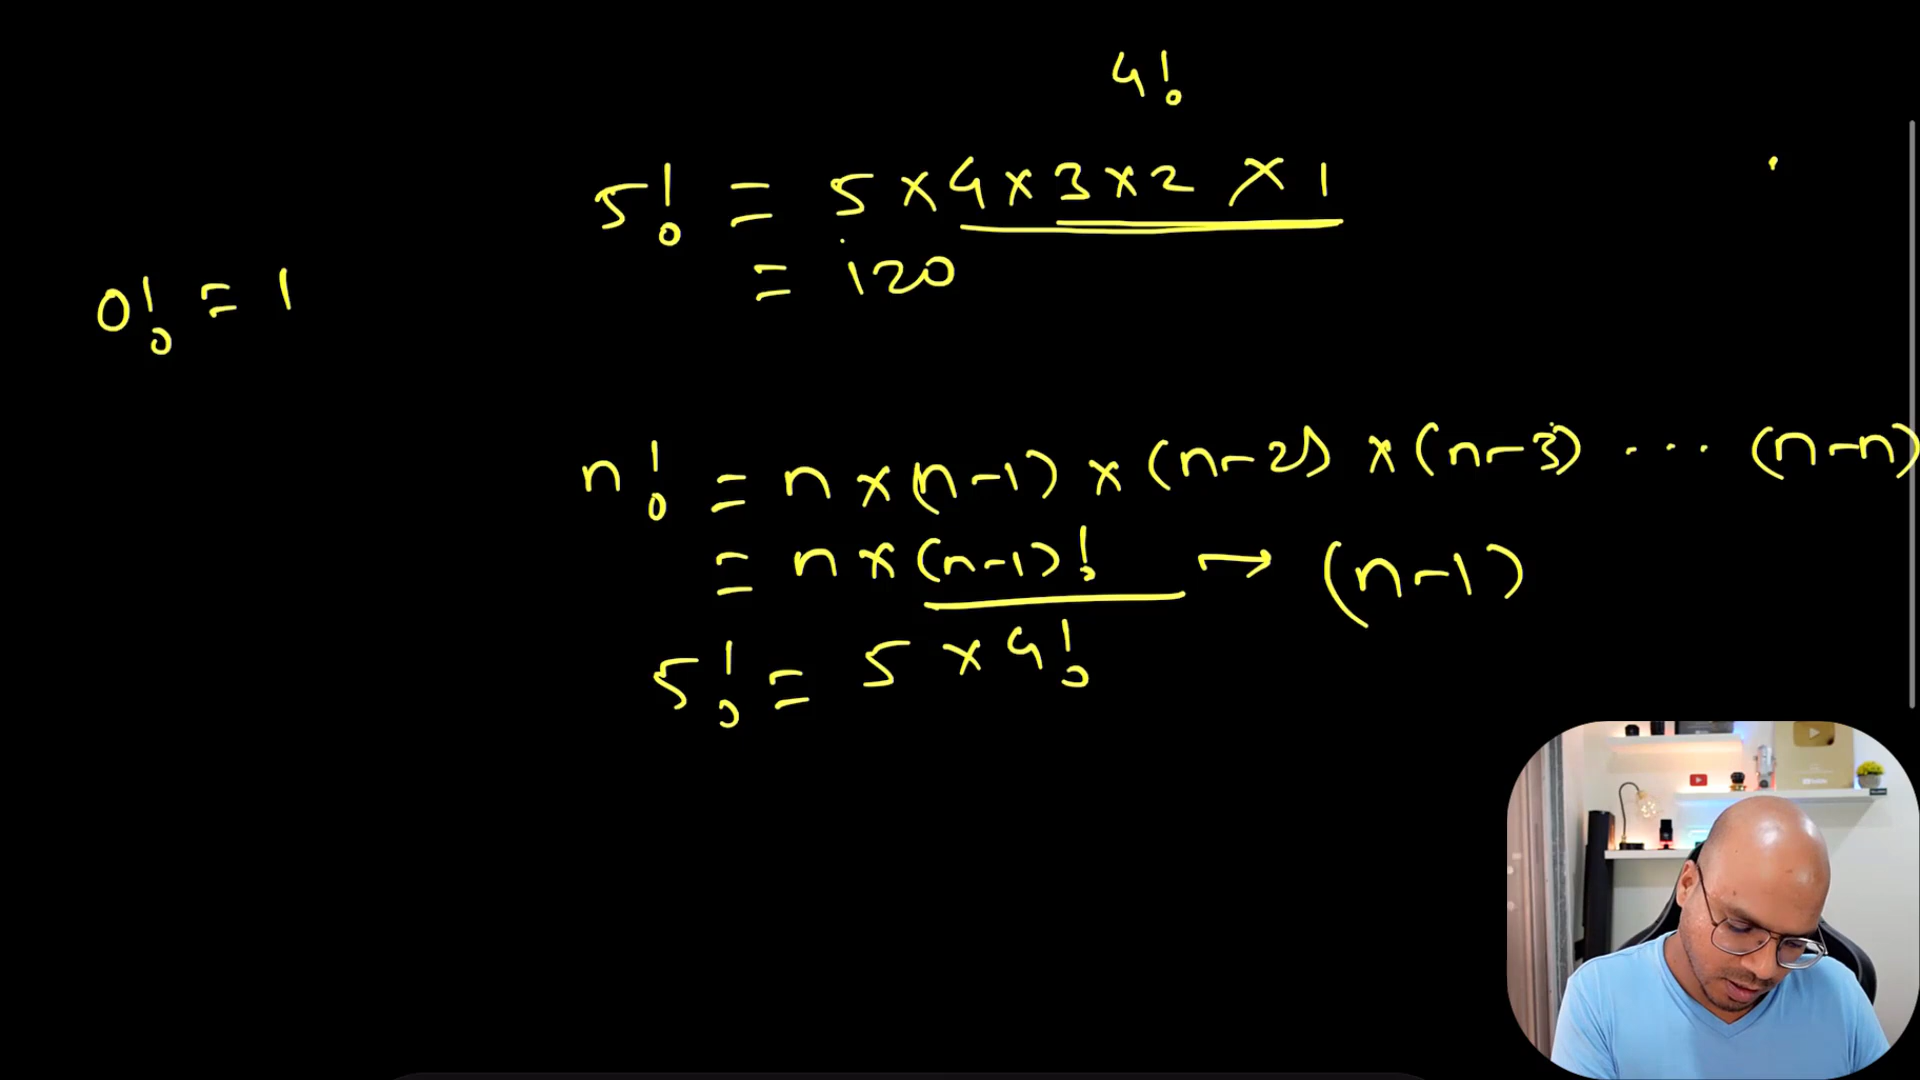 4!
5! = 5 × 4 × 3 × 2 × 1
= 120
0! = 1
n! = n × (n-1) × (n-2) × (n-3) ... (n-n)
= n × (n-1)! → (n-1)
5! = 5 × 4!